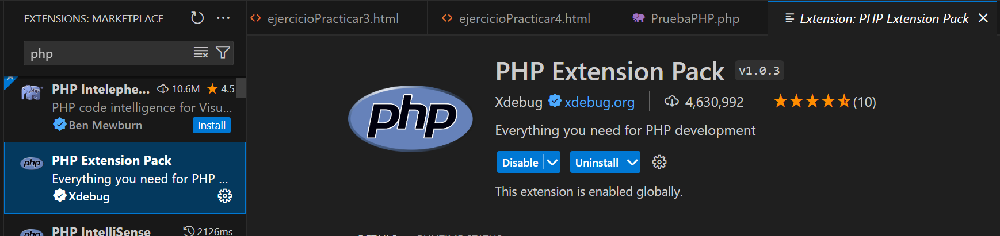 EXTENSIONS: MARKETPLACE
ejercicioPracticar3.html
ejercicioPracticar4.html
PruebaPHP.php
Extension: PHP Extension Pack
php
php
PHP Intelephe... 10.6M 4.5
PHP code intelligence for Visu...
Ben Mewburn Install
php
PHP Extension Pack
Everything you need for PHP ...
Xdebug
php
PHP IntelliSense 2126ms
php
PHP Extension Pack v1.0.3
Xdebug xdebug.org 4,630,992 (10)
Everything you need for PHP development
Disable Uninstall
This extension is enabled globally.